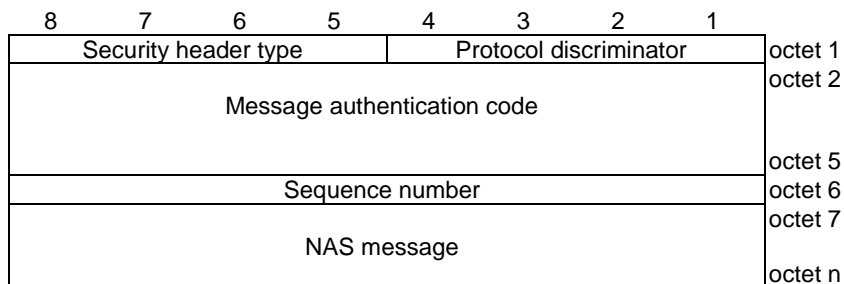 8 7 6 5 4 3 2 1
Security header type Protocol discriminator octet 1
octet 2
Message authentication code
octet 5
Sequence number octet 6
octet 7
NAS message
octet n